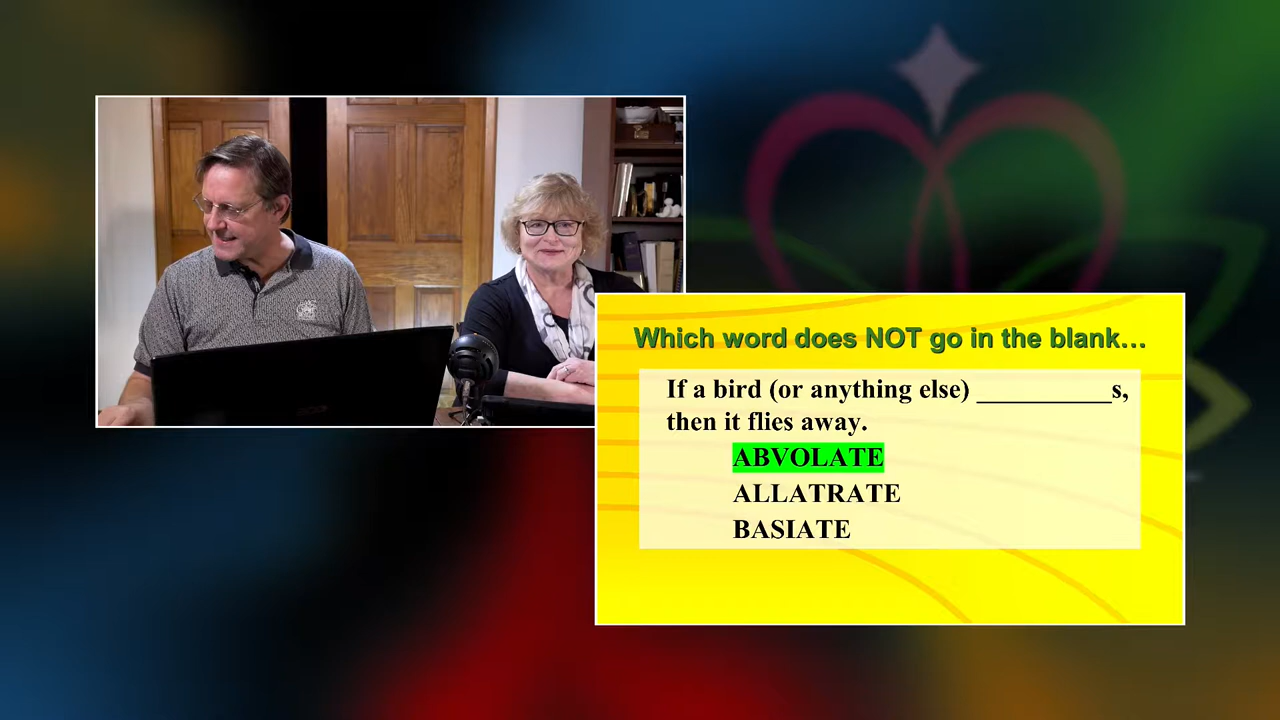 Which word does NOT go in the blank…
If a bird (or anything else) __________s,
then it flies away.
ABVOLATE
ALLATRATE
BASIATE